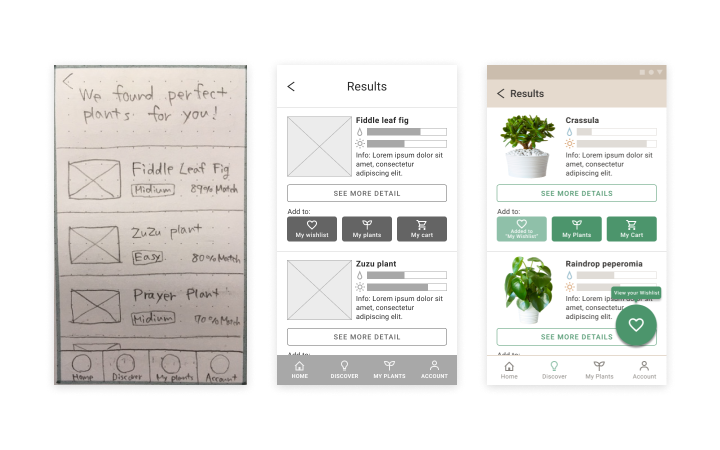 We found perfect
plants for you!
Fiddle Leaf Fig
Midium 89% Match
ZuZu plant
Easy 80% Match
Prayer Plant
Midium 70% Match
Home Discover My plants Account
Results
Fiddle leaf fig
Info: Lorem ipsum dolor sit
amet, consectetur
adipiscing elit.
SEE MORE DETAIL
Add to:
My wishlist My plants My cart
Zuzu plant
Info: Lorem ipsum dolor sit
amet, consectetur
adipiscing elit.
SEE MORE DETAIL
Add to:
HOME DISCOVER MY PLANTS ACCOUNT
Results
Crassula
Info: Lorem ipsum dolor sit
amet, consectetur
adipiscing elit.
SEE MORE DETAILS
Add to:
Added to
"My Wishlist"
My Plants My Cart
Raindrop peperomia
View your Wishlist
Info: Lorem ipsum
amet, consectetur
adipiscing elit.
SEE MORE DETAILS
Add to:
Home Discover My Plants Account